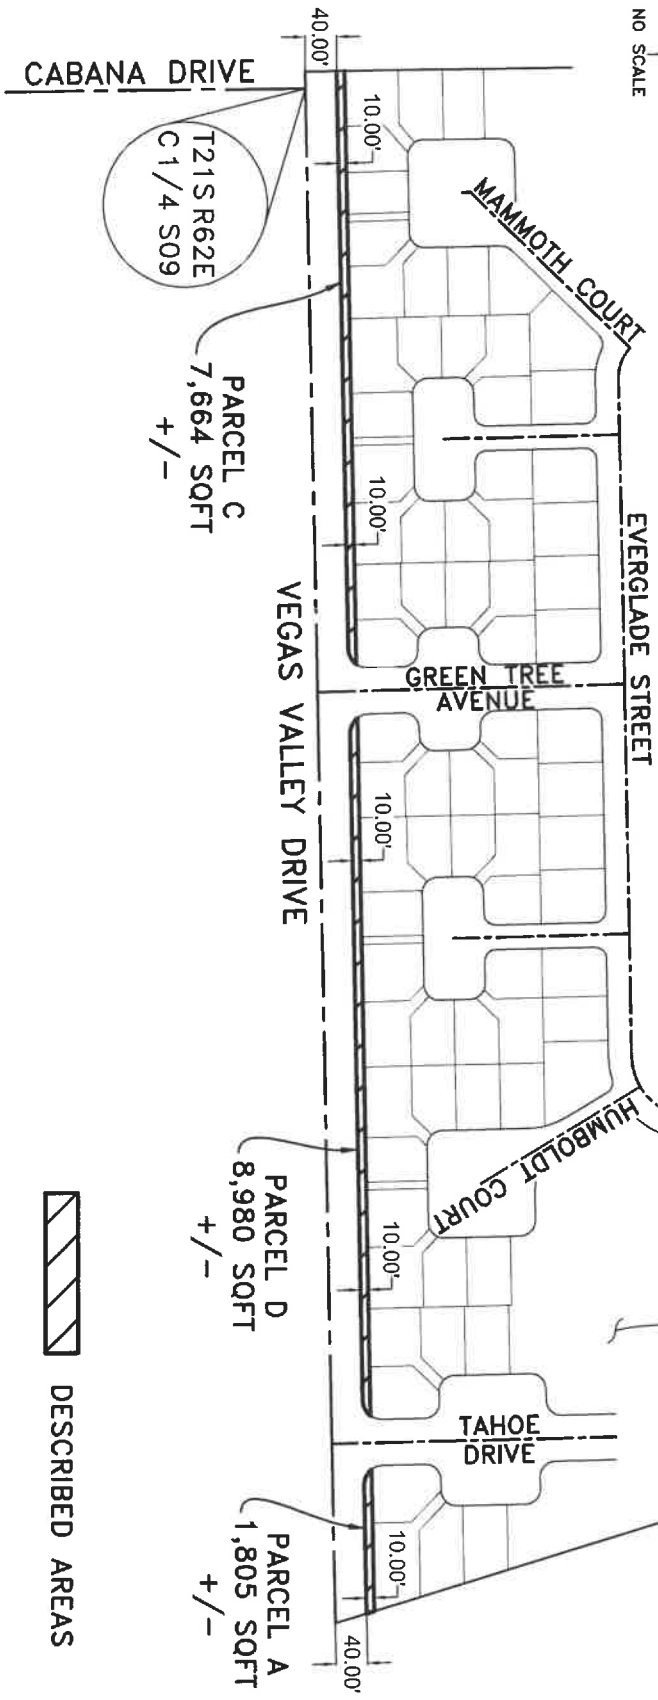 NO SCALE
40.00'
CABANA DRIVE
T21S R62E
C 1/4 S09
10.00'
MAMMOTH COURT
PARCEL C
7,664 SQFT
+/-
10.00'
EVERGLADE STREET
GREEN TREE
AVENUE
VEGAS VALLEY DRIVE
10.00'
HUMBOLDT COURT
PARCEL D
8,980 SQFT
+/-
10.00'
TAHOE
DRIVE
PARCEL A
1,805 SQFT
+/-
10.00'
40.00'
DESCRIBED AREAS